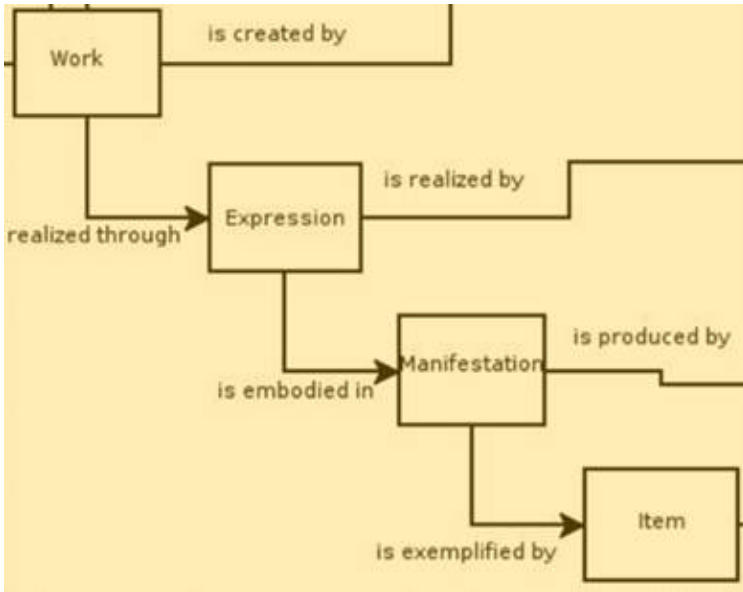 is created by
Work
is realized by
Expression
realized through
is produced by
Manifestation
is embodied in
Item
is exemplified by